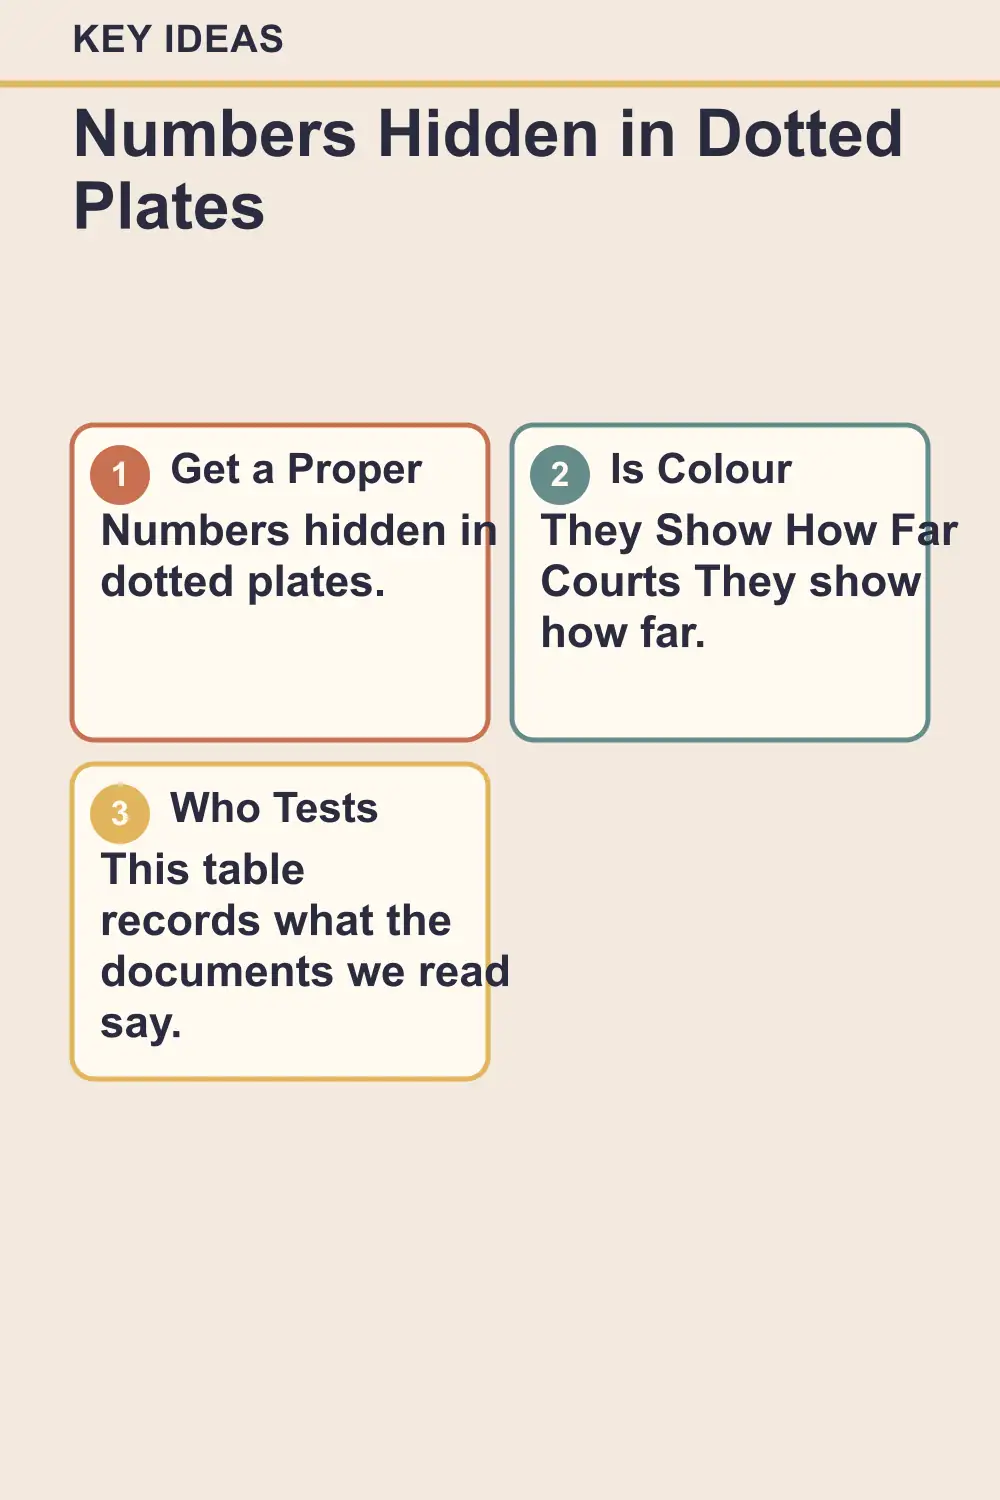 KEY IDEAS
Numbers Hidden in Dotted
Plates
1 Get a Proper
Numbers hidden in
dotted plates.
2 Is Colour
They Show How Far
Courts They show
how far.
3 Who Tests
This table
records what the
documents we read
say.